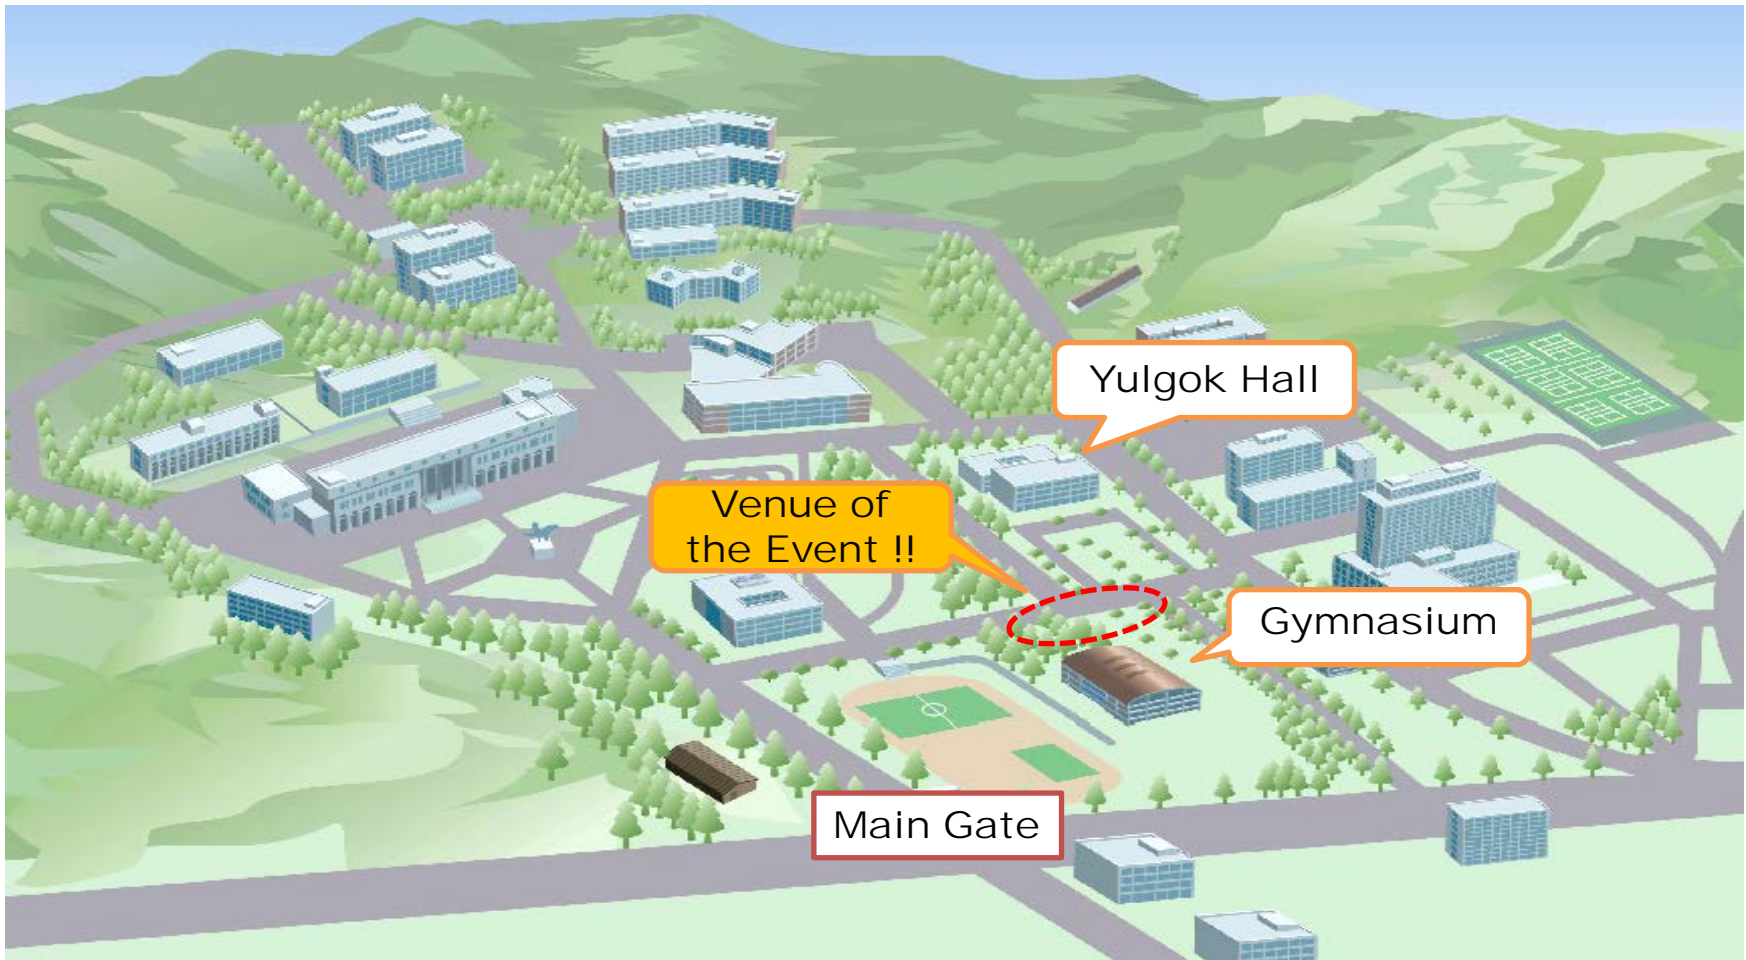 Yulgok Hall
Venue of
the Event !!
Gymnasium
Main Gate